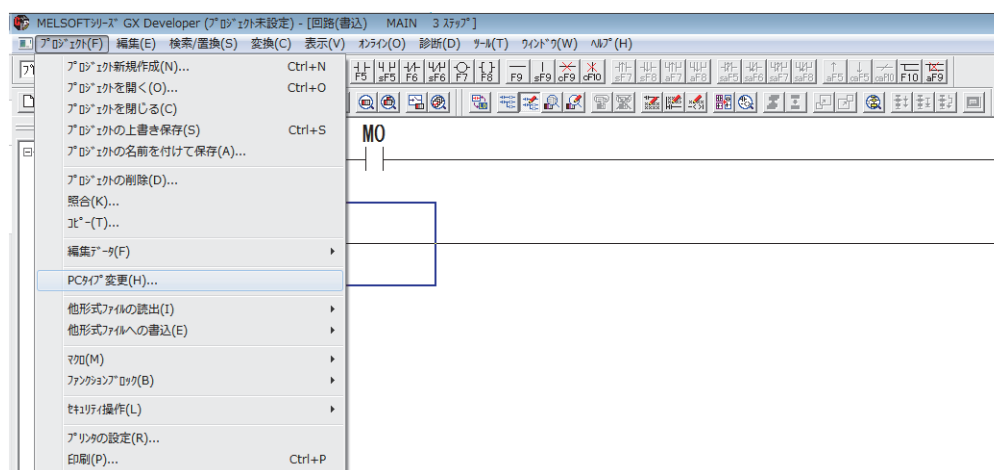 MELSOFTｼﾘｰｽﾞ GX Developer (ﾌﾟﾛｼﾞｪｸﾄ未設定) - [回路(書込)　MAIN　3 ｽﾃｯﾌﾟ]
ﾌﾟﾛｼﾞｪｸﾄ(F) 編集(E) 検索/置換(S) 変換(C) 表示(V) ｵﾝﾗｲﾝ(O) 診断(D) ﾂｰﾙ(T) ｳｨﾝﾄﾞｳ(W) ﾍﾙﾌﾟ(H)
F5 sF5 F6 sF6 F7 F8 F9 sF9 cF9 cF10 sF7 sF8 aF7 aF8 saF5 saF6 saF7 saF8 aF5 caF5 caF10 F10 aF9
ﾌﾟﾛｼﾞｪｸﾄ新規作成(N)... Ctrl+N
ﾌﾟﾛｼﾞｪｸﾄを開く(O)... Ctrl+O
ﾌﾟﾛｼﾞｪｸﾄを閉じる(C)
ﾌﾟﾛｼﾞｪｸﾄの上書き保存(S) Ctrl+S
ﾌﾟﾛｼﾞｪｸﾄの名前を付けて保存(A)...
M0
ﾌﾟﾛｼﾞｪｸﾄの削除(D)...
照合(K)...
ｺﾋﾟｰ(T)...
編集ﾃﾞｰﾀ(F)
PCﾀｲﾌﾟ変更(H)...
他形式ﾌｧｲﾙの読出(I)
他形式ﾌｧｲﾙへの書込(E)
ﾏｸﾛ(M)
ﾌｧﾝｸｼｮﾝﾌﾞﾛｯｸ(B)
ｾｷｭﾘﾃｨ操作(L)
ﾌﾟﾘﾝﾀの設定(R)...
印刷(P)... Ctrl+P